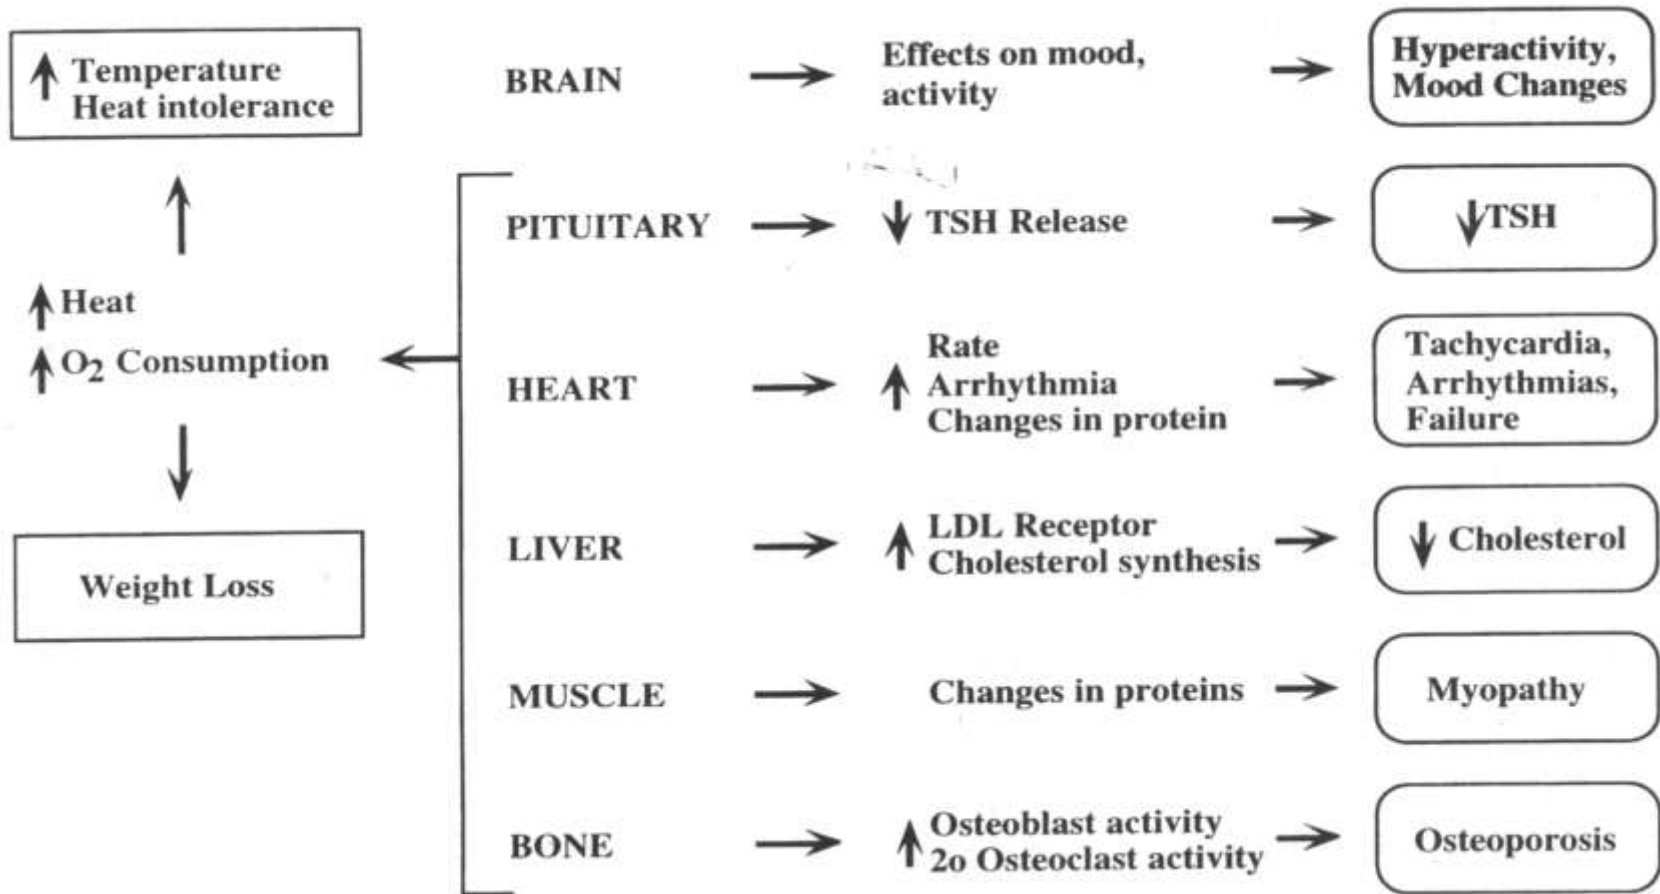 Temperature
Heat intolerance
Heat
O2 Consumption
Weight Loss
BRAIN
Effects on mood,
activity
Hyperactivity,
Mood Changes
PITUITARY
TSH Release
TSH
HEART
Rate
Arrhythmia
Changes in protein
Tachycardia,
Arrhythmias,
Failure
LIVER
LDL Receptor
Cholesterol synthesis
Cholesterol
MUSCLE
Changes in proteins
Myopathy
BONE
Osteoblast activity
2o Osteoclast activity
Osteoporosis